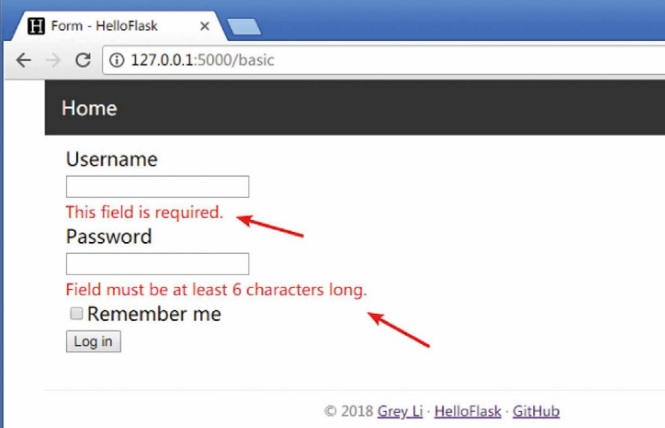 Form - HelloFlask
127.0.0.1:5000/basic
Home
Username
This field is required.
Password
Field must be at least 6 characters long.
Remember me
Log in
© 2018 Grey Li · HelloFlask · GitHub